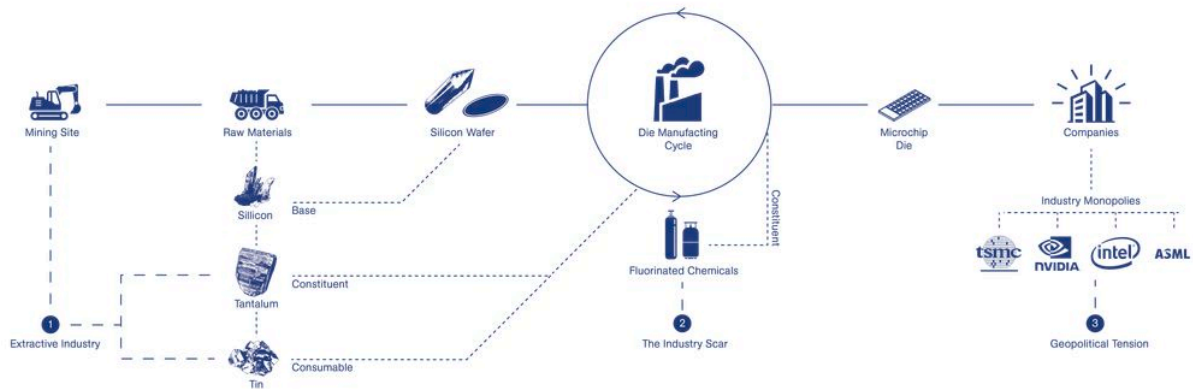 Mining Site
Raw Materials
Silicon Wafer
Die Manufacting
Cycle
Microchip
Die
Companies
Sillicon
Base
Constituent
Industry Monopolies
tsmc
NVIDIA
intel
ASML
Fluorinated Chemicals
Tantalum
Constituent
1
Extractive Industry
2
The Industry Scar
3
Geopolitical Tension
Tin
Consumable